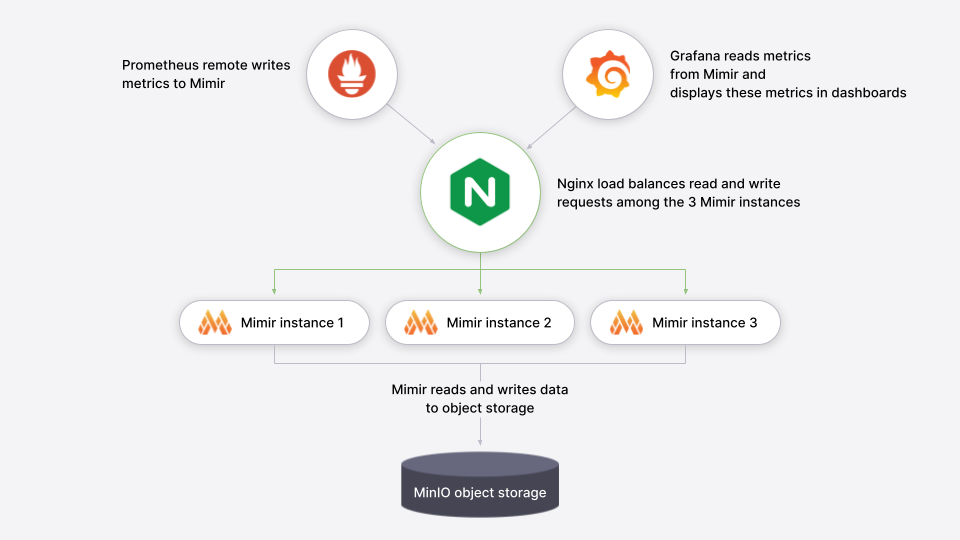 Prometheus remote writes
metrics to Mimir
Grafana reads metrics
from Mimir and
displays these metrics in dashboards
N
Nginx load balances read and write
requests among the 3 Mimir instances
Mimir instance 1
Mimir instance 2
Mimir instance 3
Mimir reads and writes data
to object storage
MinIO object storage